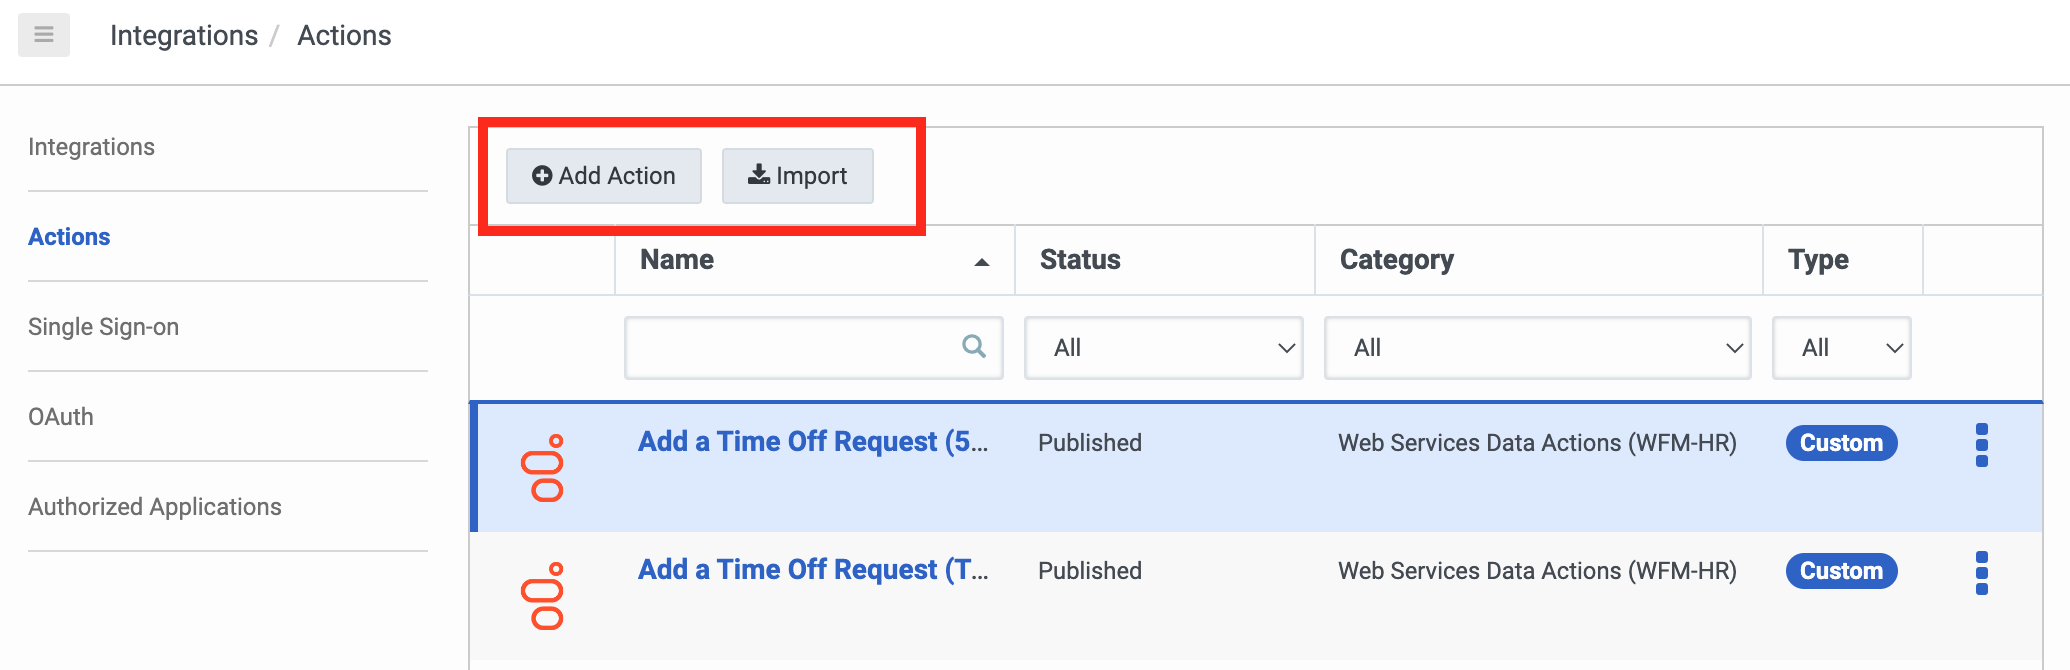 Integrations / Actions
Integrations
Actions
Single Sign-on
OAuth
Authorized Applications
Add Action Import
Name Status Category Type
All All All
Add a Time Off Request (5... Published Web Services Data Actions (WFM-HR) Custom
Add a Time Off Request (T... Published Web Services Data Actions (WFM-HR) Custom